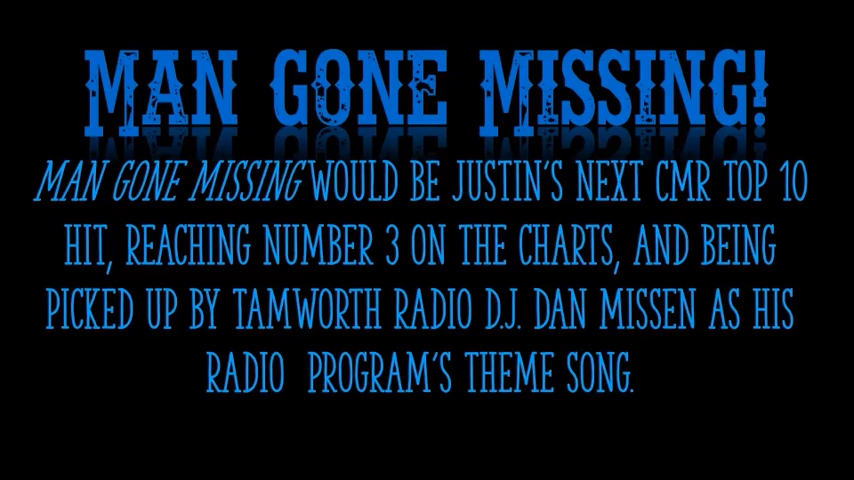 MAN GONE MISSING!
MAN GONE MISSING WOULD BE JUSTIN'S NEXT CMR TOP 10
HIT, REACHING NUMBER 3 ON THE CHARTS, AND BEING
PICKED UP BY TAMWORTH RADIO D.J. DAN MISSEN AS HIS
RADIO PROGRAM'S THEME SONG.